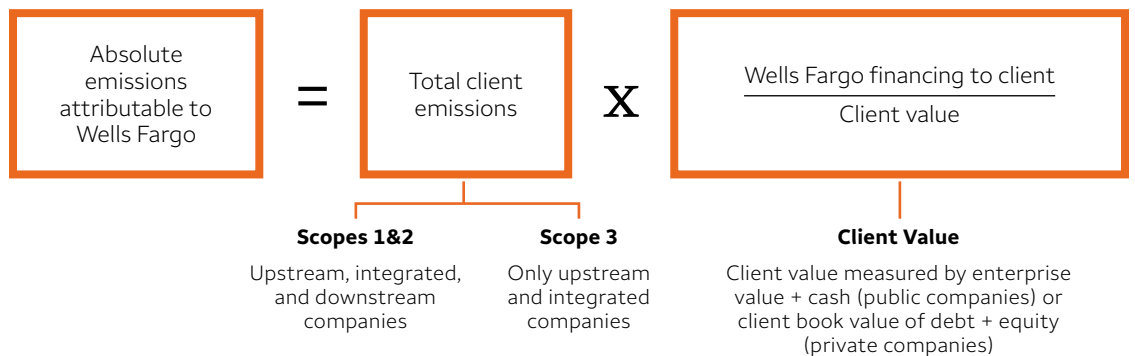 Absolute
emissions
attributable to
Wells Fargo
=
Total client
emissions
x
Wells Fargo financing to client
Client value
Scopes 1&2
Upstream, integrated,
and downstream
companies
Scope 3
Only upstream
and integrated
companies
Client Value
Client value measured by enterprise
value + cash (public companies) or
client book value of debt + equity
(private companies)